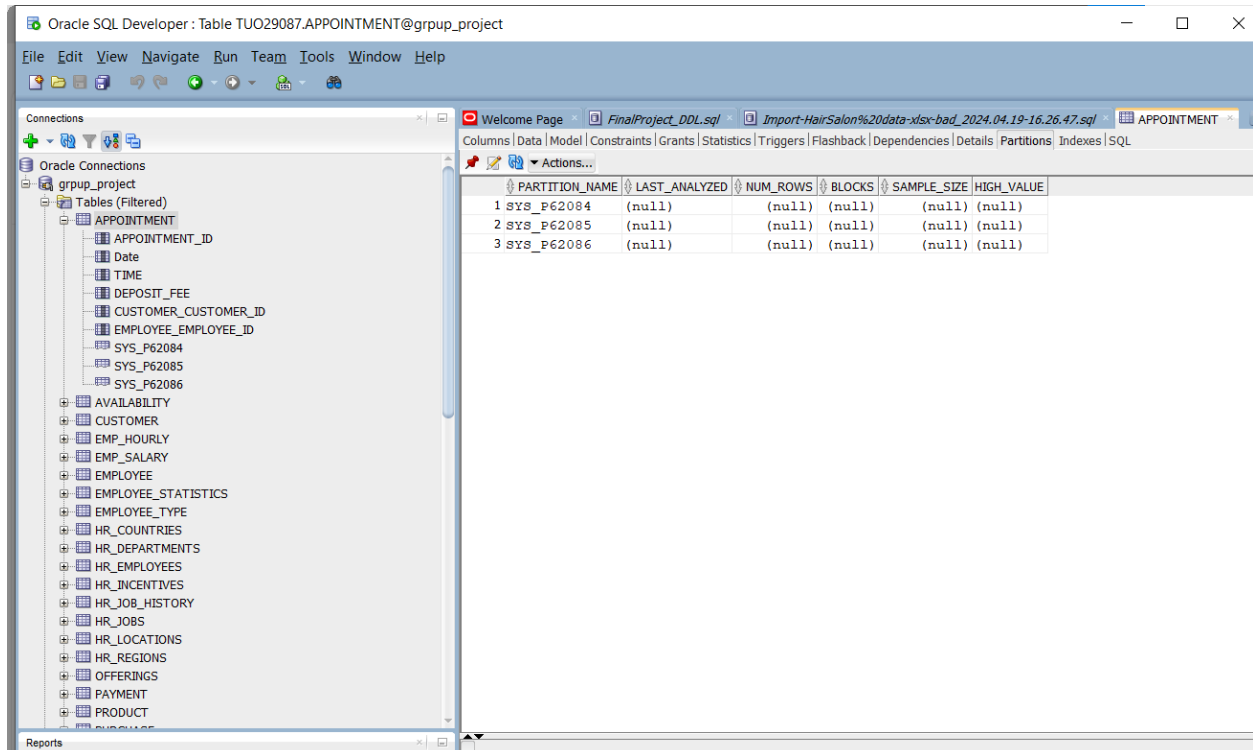 Oracle SQL Developer : Table TUO29087.APPOINTMENT@grpup_project
File Edit View Navigate Run Team Tools Window Help
Connections
Oracle Connections
grpup_project
Tables (Filtered)
APPOINTMENT
APPOINTMENT_ID
Date
TIME
DEPOSIT_FEE
CUSTOMER_CUSTOMER_ID
EMPLOYEE_EMPLOYEE_ID
SYS_P62084
SYS_P62085
SYS_P62086
AVAILABILITY
CUSTOMER
EMP_HOURLY
EMP_SALARY
EMPLOYEE
EMPLOYEE_STATISTICS
EMPLOYEE_TYPE
HR_COUNTRIES
HR_DEPARTMENTS
HR_EMPLOYEES
HR_INCENTIVES
HR_JOB_HISTORY
HR_JOBS
HR_LOCATIONS
HR_REGIONS
OFFERINGS
PAYMENT
PRODUCT
Reports
Welcome Page FinalProject_DDL.sql Import-HairSalon%20data-xlsx-bad_2024.04.19-16.26.47.sql APPOINTMENT
Columns Data Model Constraints Grants Statistics Triggers Flashback Dependencies Details Partitions Indexes SQL
Actions...
PARTITION_NAME LAST_ANALYZED NUM_ROWS BLOCKS SAMPLE_SIZE HIGH_VALUE
1 SYS_P62084 (null) (null) (null) (null) (null)
2 SYS_P62085 (null) (null) (null) (null) (null)
3 SYS_P62086 (null) (null) (null) (null) (null)